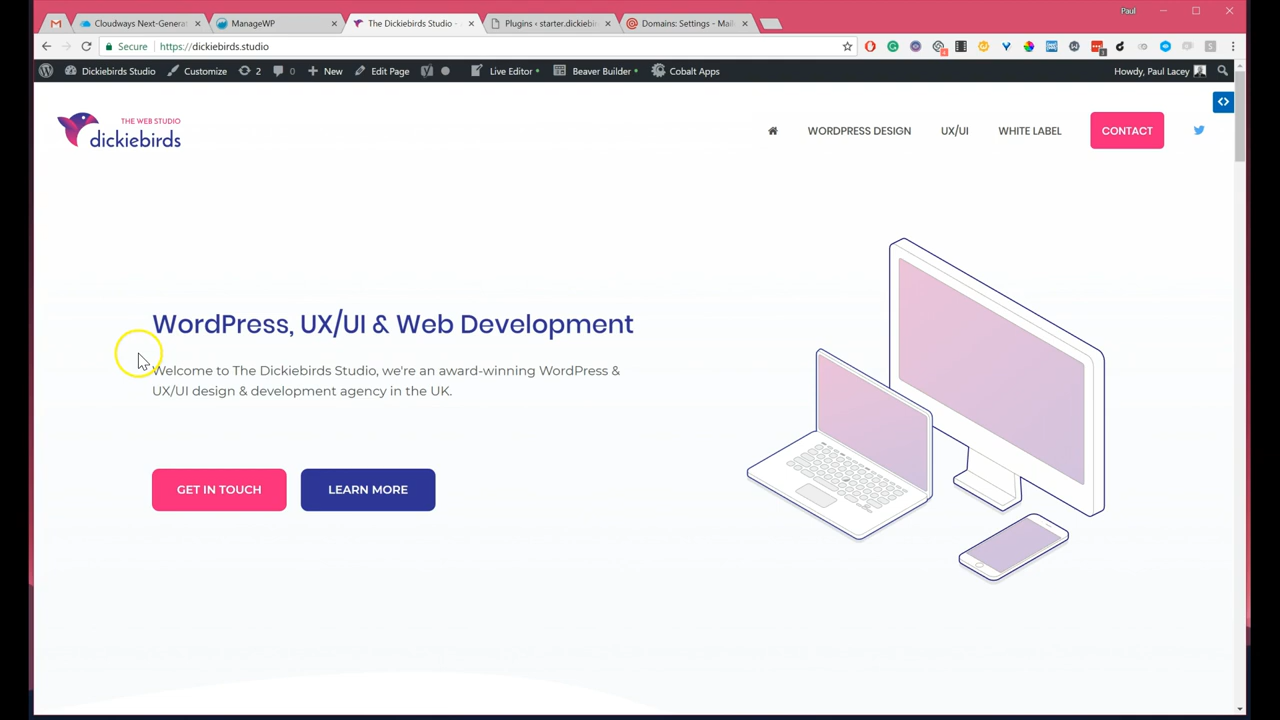 Paul
Cloudways Next-Genera
ManageWP
The Dickiebirds Studio -
Plugins ‹ starter.dickiebir
Domains: Settings - Mail
Secure
https://dickiebirds.studio
Dickiebirds Studio
Customize
2
0
New
Edit Page
Live Editor
Beaver Builder
Cobalt Apps
Howdy, Paul Lacey
THE WEB STUDIO
dickiebirds
WORDPRESS DESIGN
UX/UI
WHITE LABEL
CONTACT
WordPress, UX/UI & Web Development
Welcome to The Dickiebirds Studio, we're an award-winning WordPress &
UX/UI design & development agency in the UK.
GET IN TOUCH
LEARN MORE